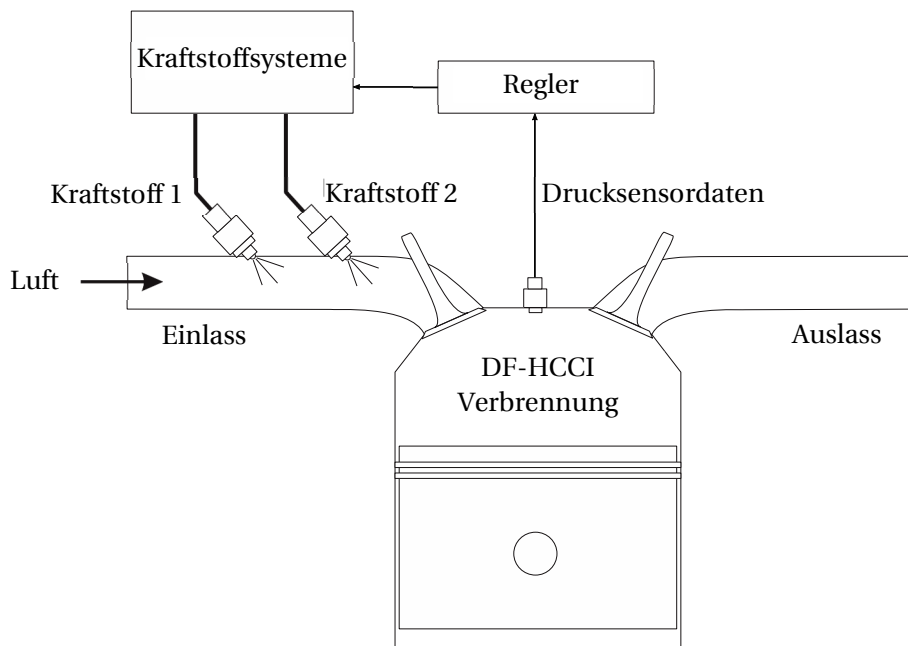 Kraftstoffsysteme
Regler
Kraftstoff 1
Kraftstoff 2
Drucksensordaten
Luft
Einlass
Auslass
DF-HCCI
Verbrennung